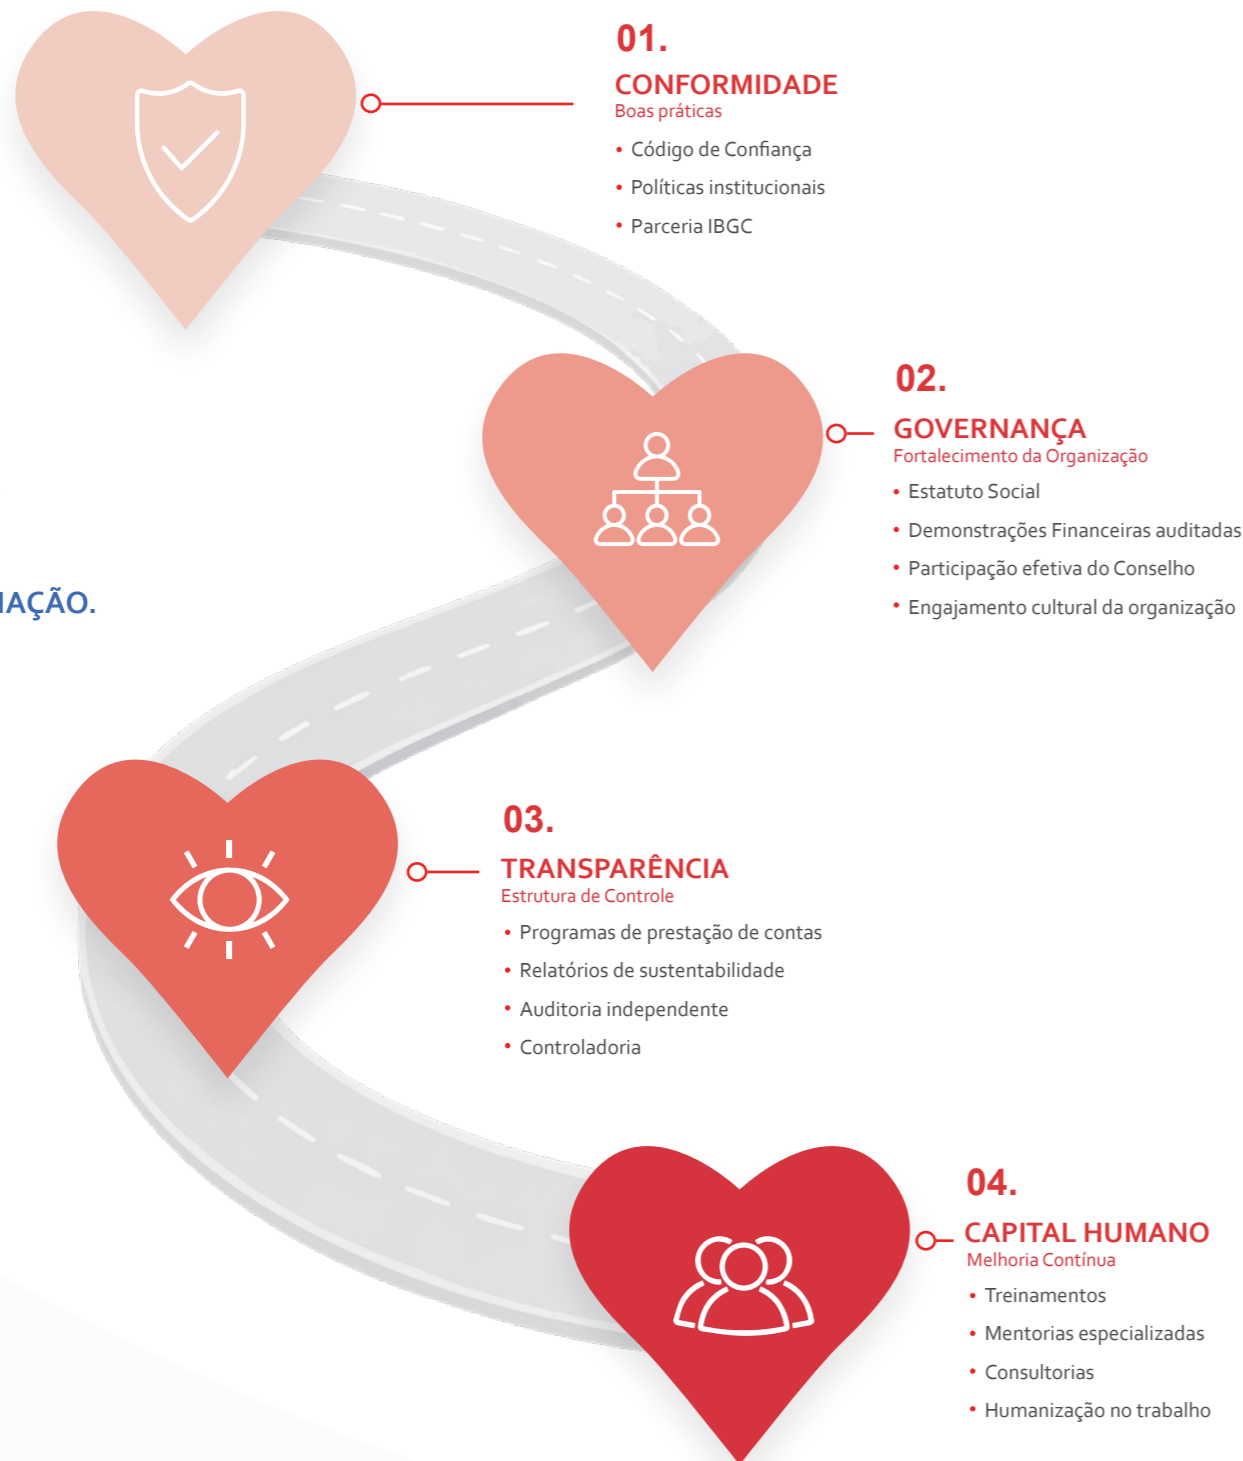 01.
CONFORMIDADE
Boas práticas
• Código de Confiança
• Políticas institucionais
• Parceria IBGC
02.
GOVERNANÇA
Fortalecimento da Organização
• Estatuto Social
• Demonstrações Financeiras auditadas
• Participação efetiva do Conselho
• Engajamento cultural da organização
03.
TRANSPARÊNCIA
Estrutura de Controle
• Programas de prestação de contas
• Relatórios de sustentabilidade
• Auditoria independente
• Controladoria
04.
CAPITAL HUMANO
Melhoria Contínua
• Treinamentos
• Mentorias especializadas
• Consultorias
• Humanização no trabalho